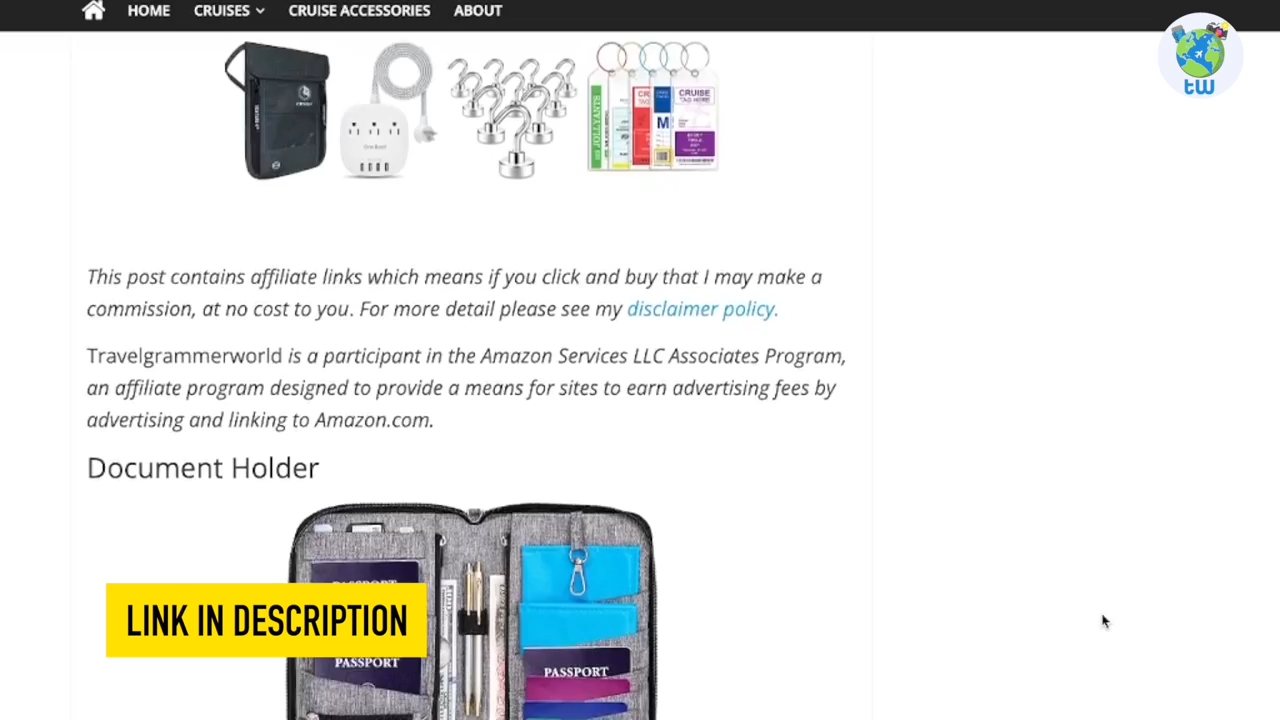 HOME CRUISES CRUISE ACCESSORIES ABOUT
tw
CRUISE
TAG HERE
M
This post contains affiliate links which means if you click and buy that I may make a
commission, at no cost to you. For more detail please see my disclaimer policy.
Travelgrammerworld is a participant in the Amazon Services LLC Associates Program,
an affiliate program designed to provide a means for sites to earn advertising fees by
advertising and linking to Amazon.com.
Document Holder
PASSPORT
LINK IN DESCRIPTION
PASSPORT
PASSPORT